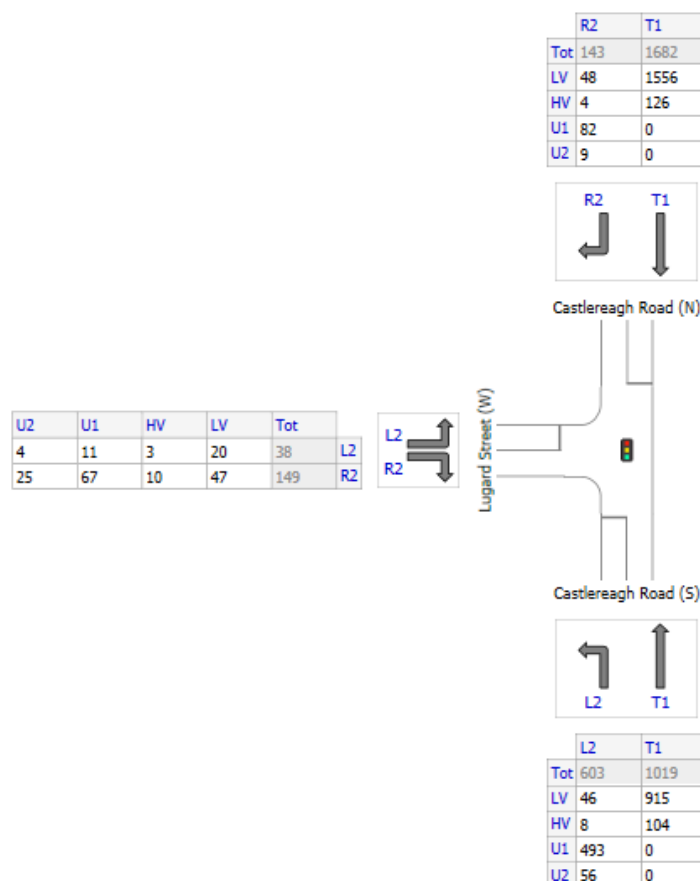 R2 T1
Tot 143 1682
LV 48 1556
HV 4 126
U1 82 0
U2 9 0
R2 T1
Castlereagh Road (N)
U2 U1 HV LV Tot
4 11 3 20 38 L2
25 67 10 47 149 R2
L2
R2
Lugard Street (W)
Castlereagh Road (S)
L2 T1
L2 T1
Tot 603 1019
LV 46 915
HV 8 104
U1 493 0
U2 56 0